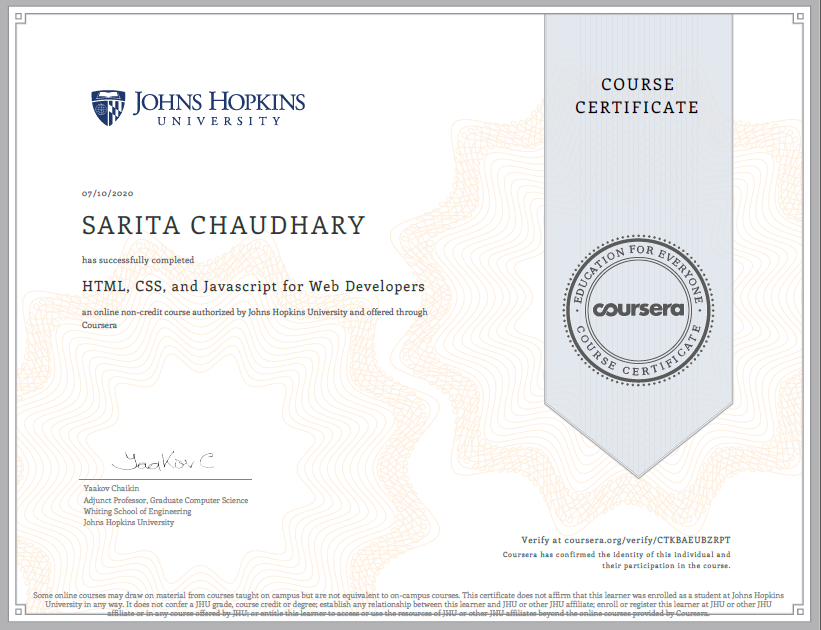 JOHNS HOPKINS
UNIVERSITY
COURSE
CERTIFICATE
07/10/2020
SARITA CHAUDHARY
has successfully completed
HTML, CSS, and Javascript for Web Developers
an online non-credit course authorized by Johns Hopkins University and offered through
Coursera
EDUCATION FOR EVERYONE
coursera
COURSE CERTIFICATE
Yaakov C
Yaakov Chaikin
Adjunct Professor, Graduate Computer Science
Whiting School of Engineering
Johns Hopkins University
Verify at coursera.org/verify/CTKBAEUBZRPT
Coursera has confirmed the identity of this individual and
their participation in the course.
Some online courses may draw on material from courses taught on campus but are not equivalent to on-campus courses. This certificate does not affirm that this learner was enrolled as a student at Johns Hopkins
University in any way. It does not confer a JHU grade, course credit or degree; establish any relationship between this learner and JHU or other JHU affiliate; enroll or register this learner at JHU or other JHU
affiliate or in any course offered by JHU; or entitle this learner to access or use the resources of JHU or other JHU affiliates beyond the online courses provided by Coursera.